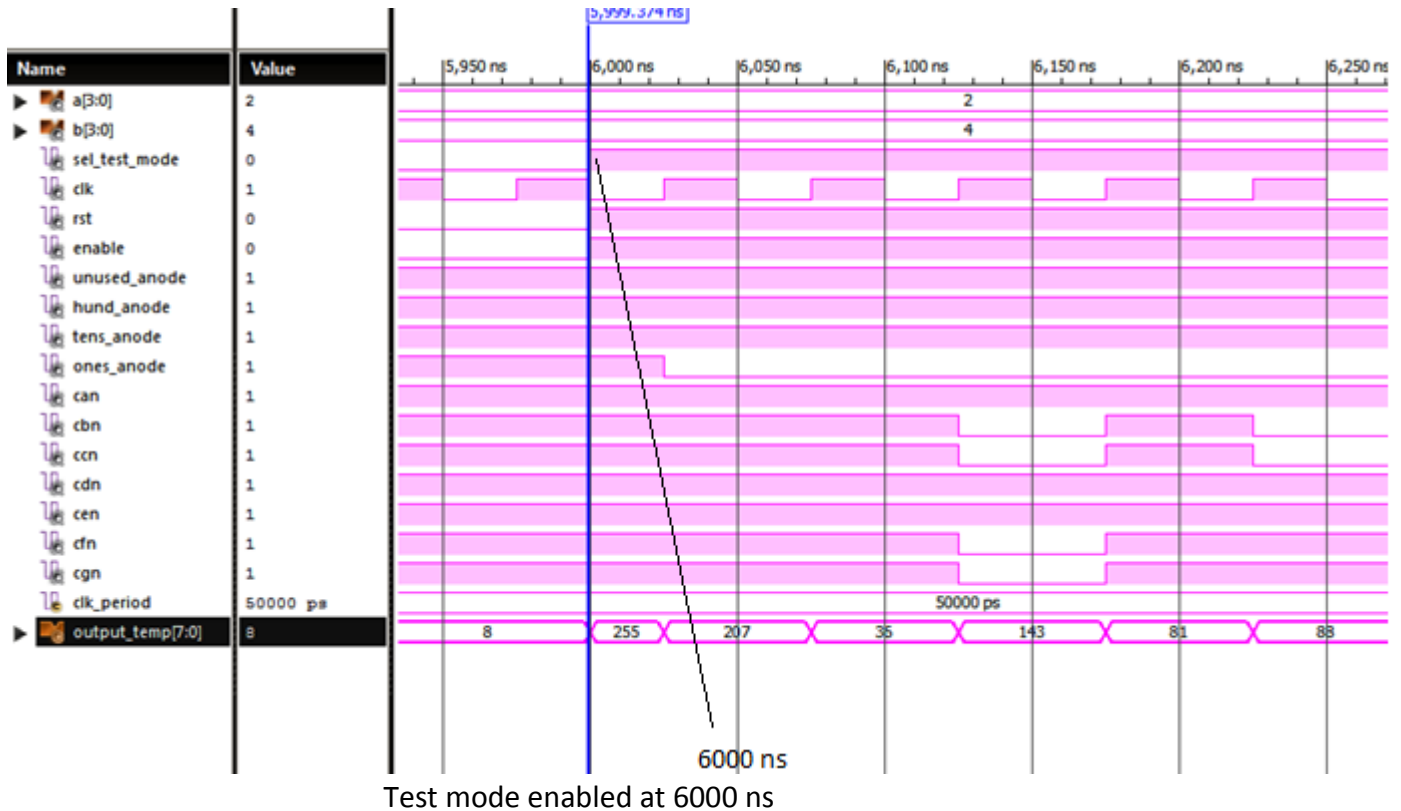 5,999.374 ns
Name Value 5,950 ns 6,000 ns 6,050 ns 6,100 ns 6,150 ns 6,200 ns 6,250 ns
a[3:0] 2 2
b[3:0] 4 4
sel_test_mode 0
clk 1
rst 0
enable 0
unused_anode 1
hund_anode 1
tens_anode 1
ones_anode 1
can 1
cbn 1
ccn 1
cdn 1
cen 1
cfn 1
cgn 1
clk_period 50000 ps 50000 ps
output_temp[7:0] 8 8 255 207 35 143 81 88
6000 ns
Test mode enabled at 6000 ns